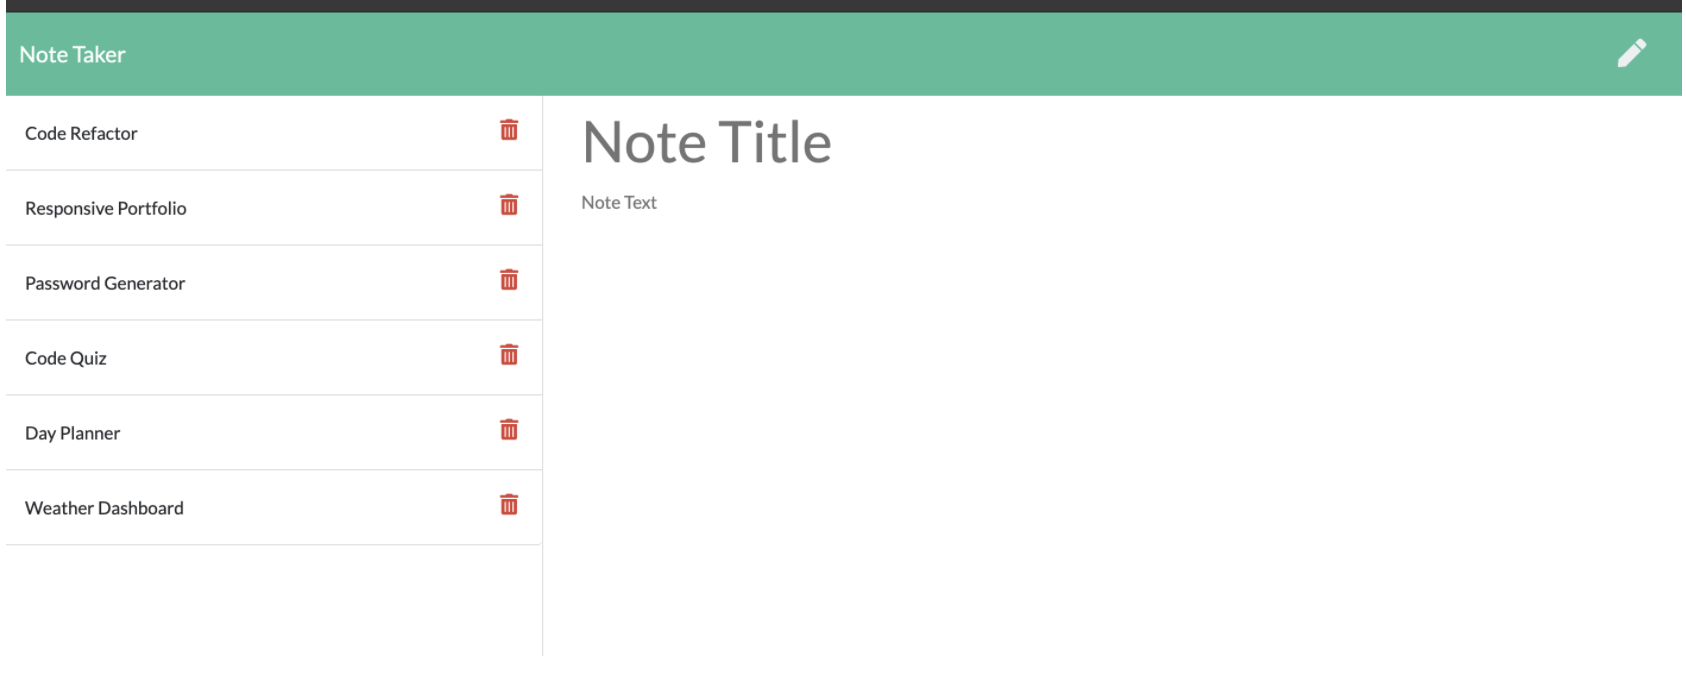 Note Taker
Code Refactor
Responsive Portfolio
Password Generator
Code Quiz
Day Planner
Weather Dashboard
Note Title
Note Text